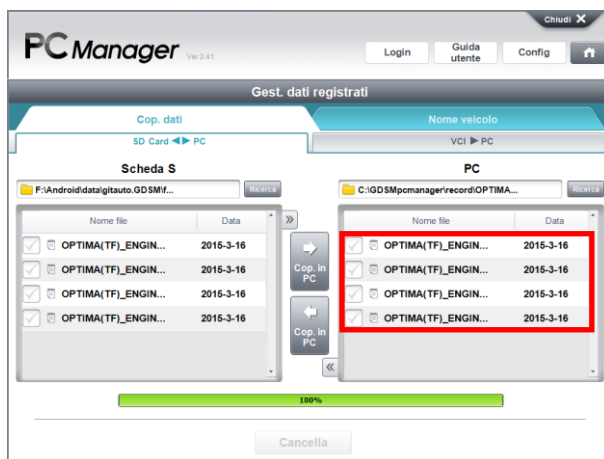 Chiudi X
PC Manager Ver 2.41
Login
Guida
utente
Config
Gest. dati registrati
Cop. dati
Nome veicolo
SD Card ◀▶ PC
VCI ▶ PC
Scheda S
PC
F:\Android\data\gitauto.GDSM\f...
Ricerca
C:\GDSMpcmanager\record\OPTIMA...
Ricerca
Nome file Data
OPTIMA(TF)_ENGIN... 2015-3-16
OPTIMA(TF)_ENGIN... 2015-3-16
OPTIMA(TF)_ENGIN... 2015-3-16
OPTIMA(TF)_ENGIN... 2015-3-16
»
Cop. in
PC
Cop. in
PC
«
Nome file Data
OPTIMA(TF)_ENGIN... 2015-3-16
OPTIMA(TF)_ENGIN... 2015-3-16
OPTIMA(TF)_ENGIN... 2015-3-16
OPTIMA(TF)_ENGIN... 2015-3-16
100%
Cancella